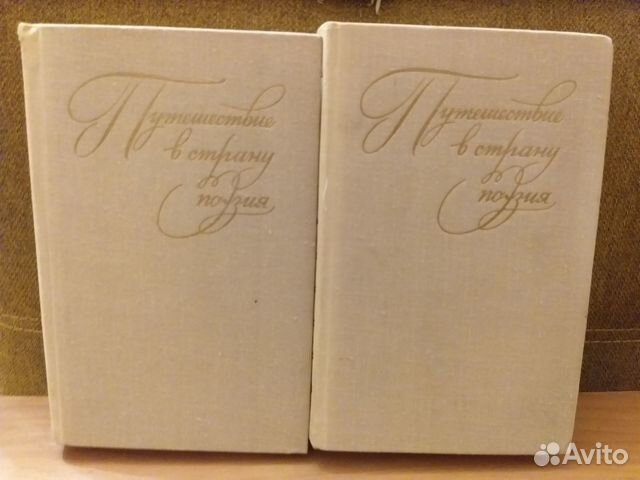 Путешествие
в страну
поэзия
Путешествие
в страну
поэзия
Avito